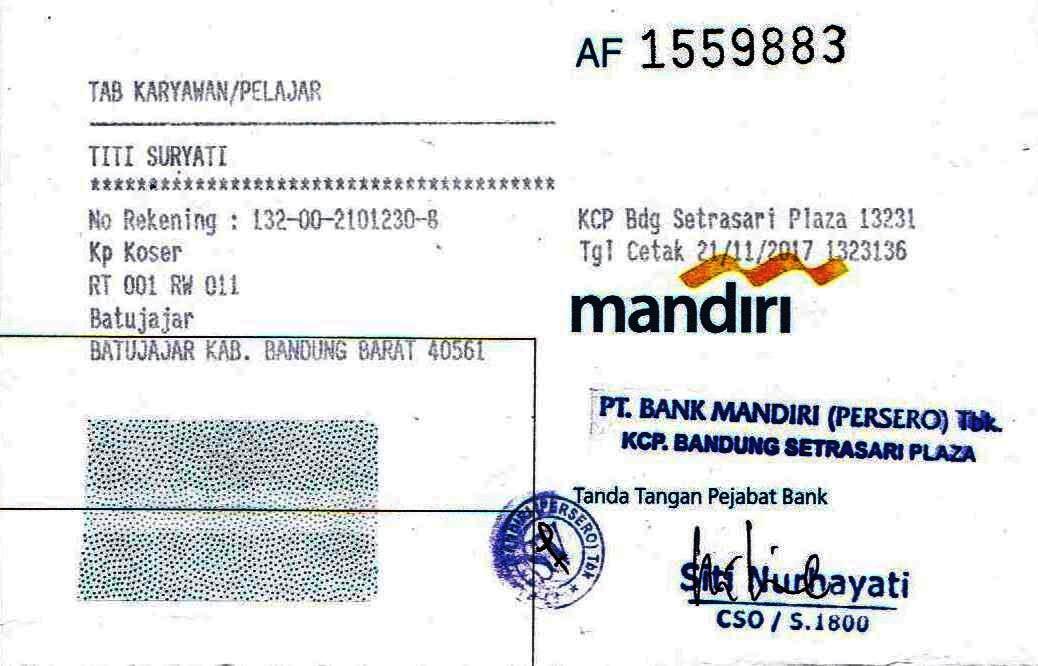 AF 1559883
TAB KARYAWAN/PELAJAR
TITI SURYATI
****************************************
No Rekening : 132-00-2101230-8
Kp Koser
RT 001 RW 011
Batujajar
BATUJAJAR KAB. BANDUNG BARAT 40561
KCP Bdg Setrasari Plaza 13231
Tgl Cetak 21/11/2017 1323136
mandiri
PT. BANK MANDIRI (PERSERO) Tbk.
KCP. BANDUNG SETRASARI PLAZA
Tanda Tangan Pejabat Bank
(PERSERO) Tbk
Siti Nurhayati
CSO / S.1800